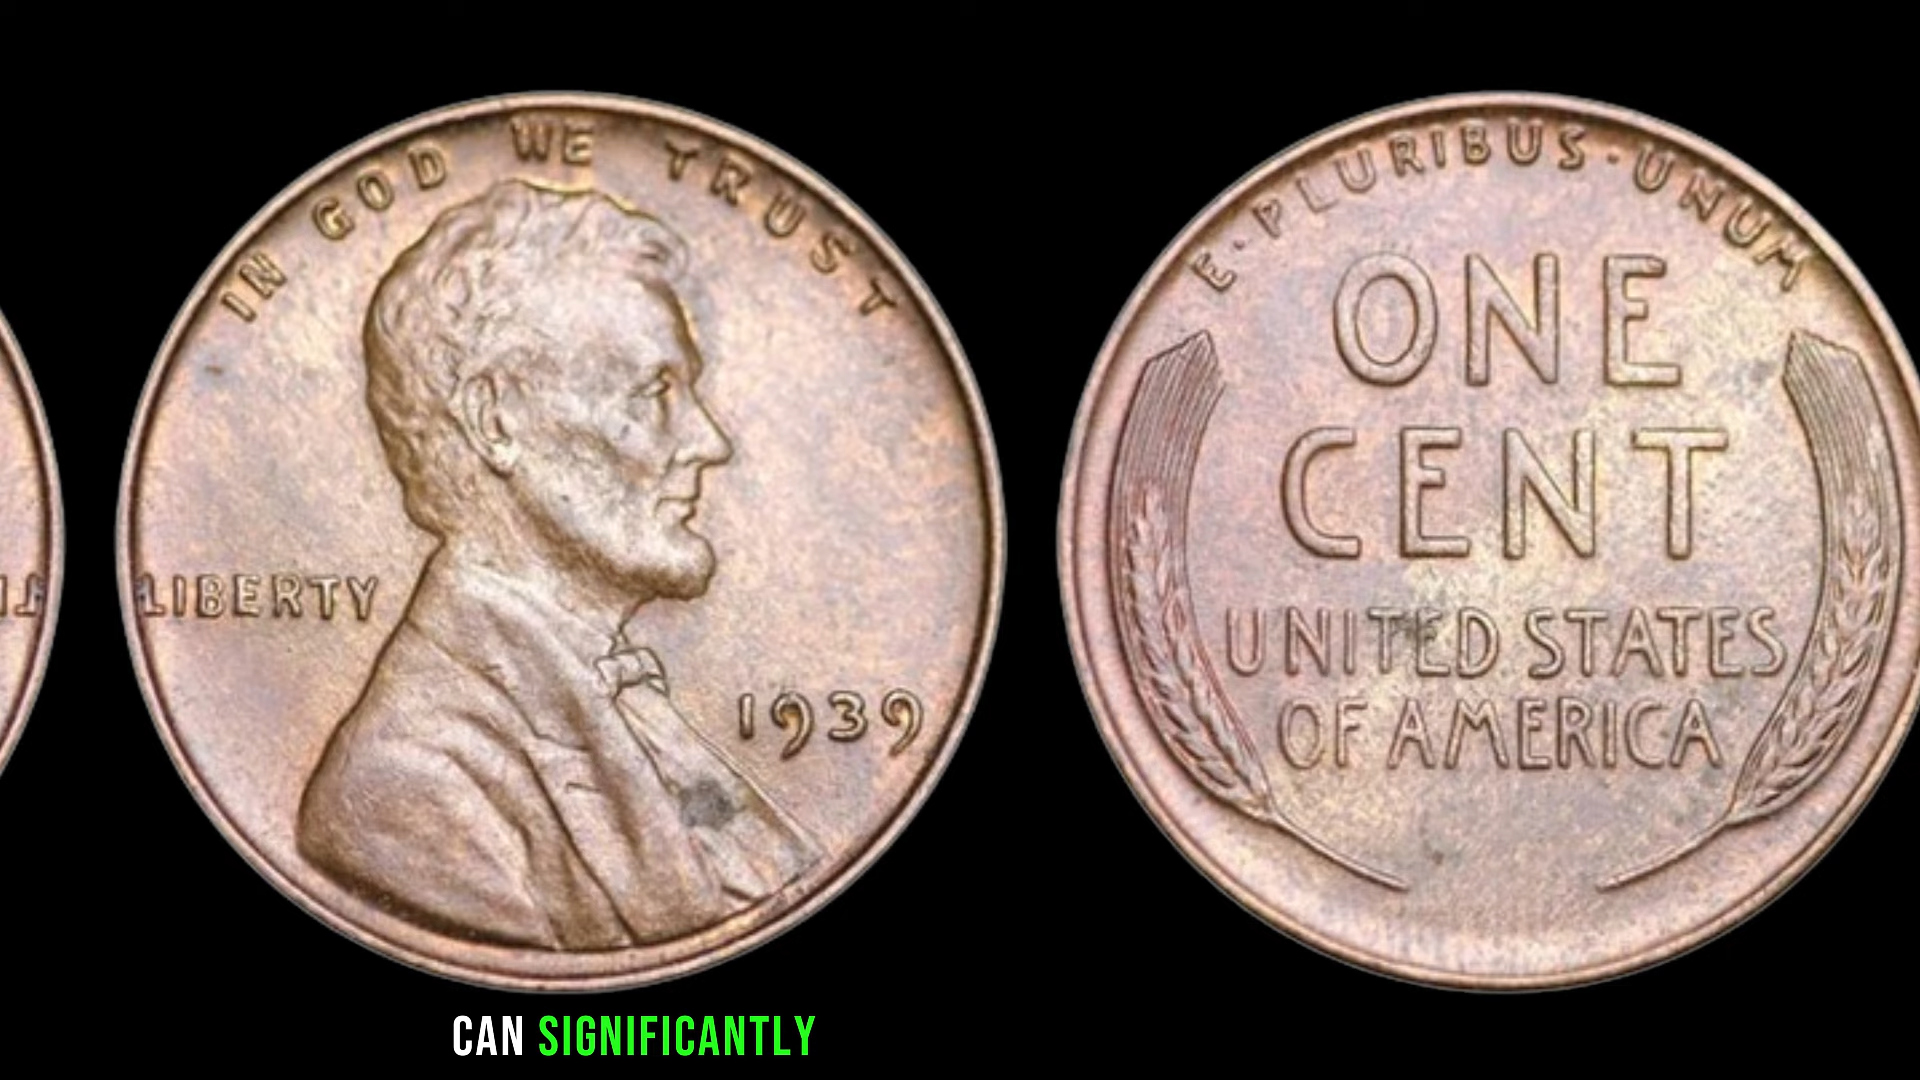 IN GOD WE TRUST
LIBERTY
1939
E·PLURIBUS·UNUM
ONE
CENT
UNITED STATES
OF AMERICA
CAN SIGNIFICANTLY